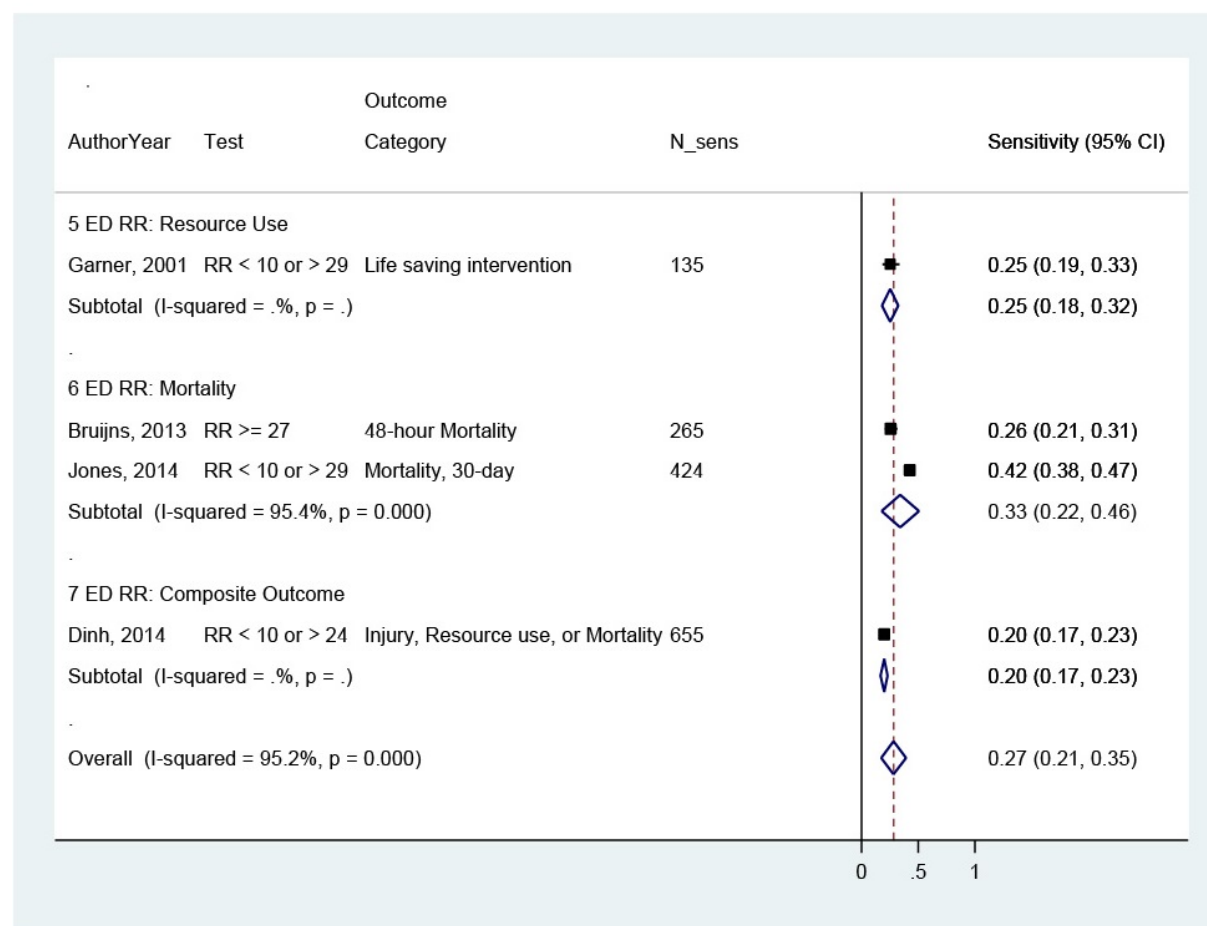 .
Outcome
AuthorYear Test Category N_sens Sensitivity (95% CI)
5 ED RR: Resource Use
Garner, 2001 RR < 10 or > 29 Life saving intervention 135 0.25 (0.19, 0.33)
Subtotal (I-squared = .%, p = .) 0.25 (0.18, 0.32)
.
6 ED RR: Mortality
Bruijns, 2013 RR >= 27 48-hour Mortality 265 0.26 (0.21, 0.31)
Jones, 2014 RR < 10 or > 29 Mortality, 30-day 424 0.42 (0.38, 0.47)
Subtotal (I-squared = 95.4%, p = 0.000) 0.33 (0.22, 0.46)
.
7 ED RR: Composite Outcome
Dinh, 2014 RR < 10 or > 24 Injury, Resource use, or Mortality 655 0.20 (0.17, 0.23)
Subtotal (I-squared = .%, p = .) 0.20 (0.17, 0.23)
.
Overall (I-squared = 95.2%, p = 0.000) 0.27 (0.21, 0.35)
0 .5 1